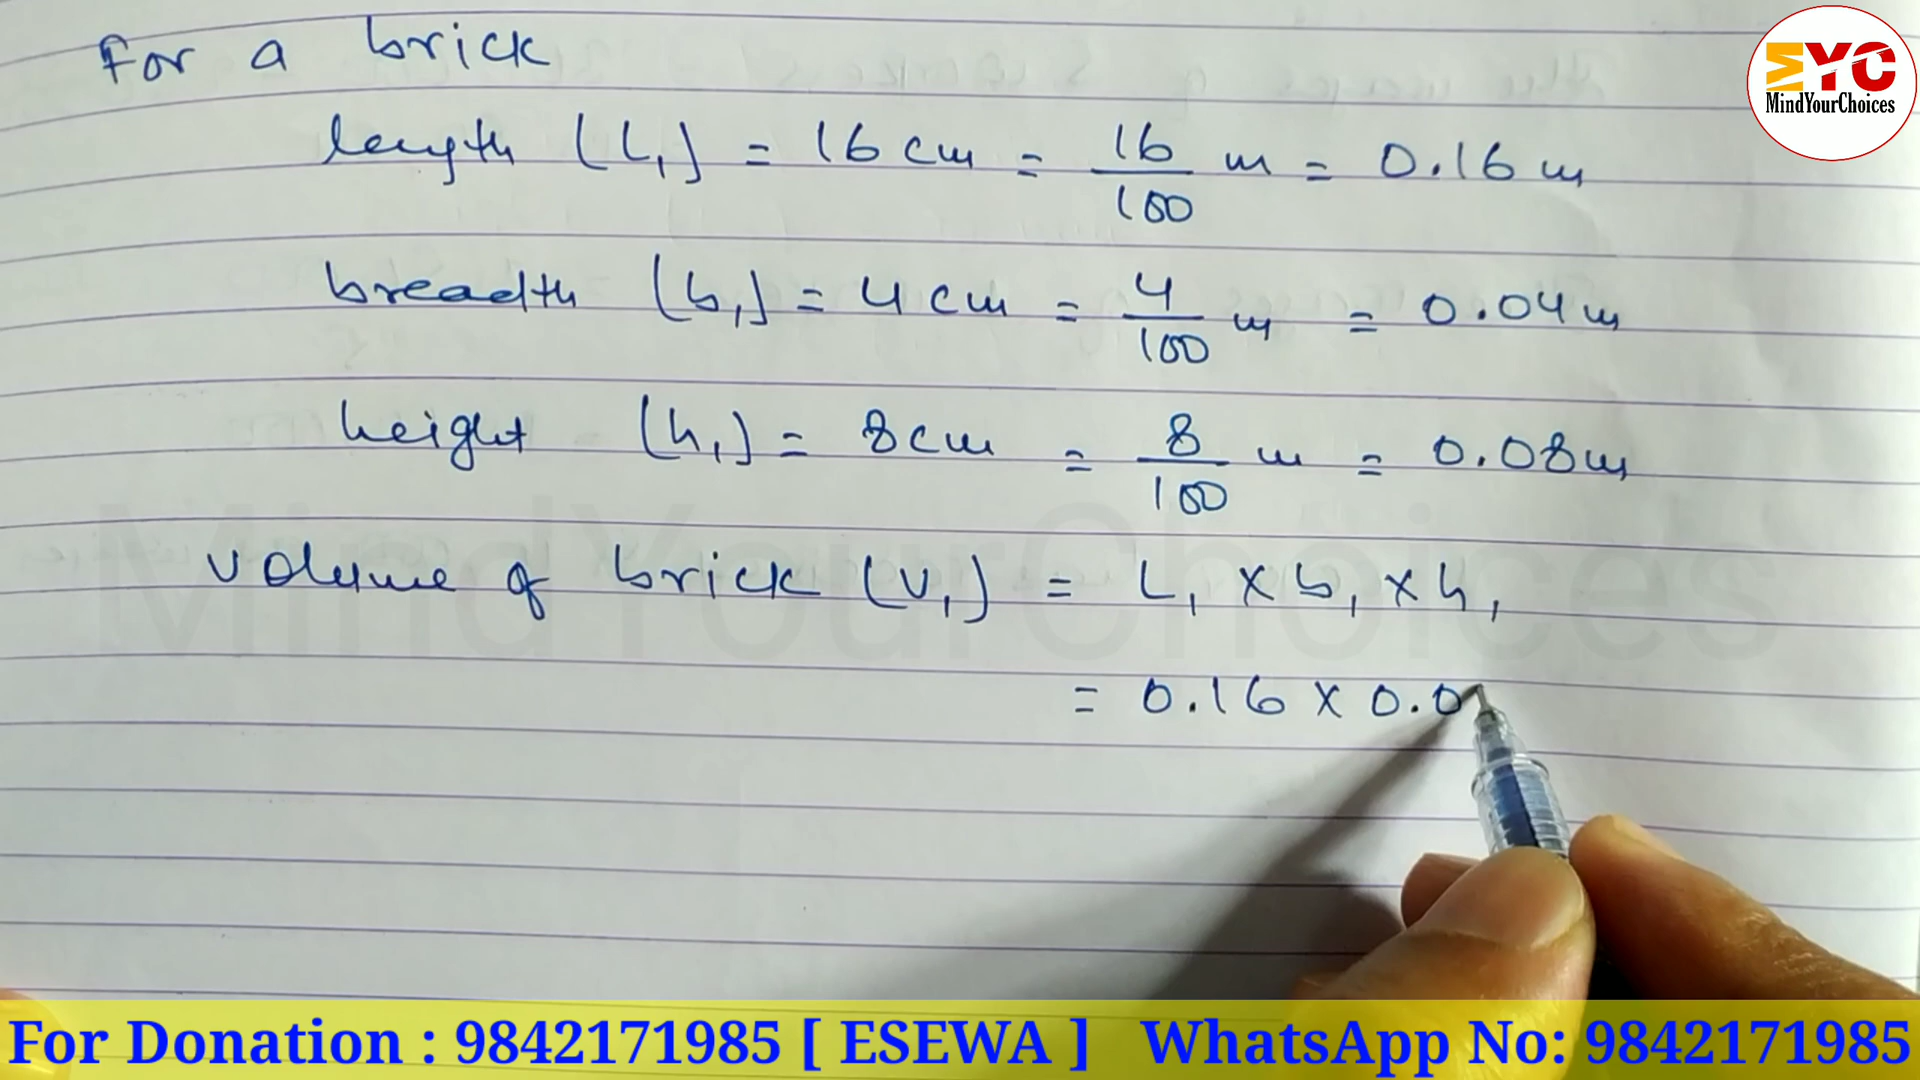 For a brick
MYC
MindYourChoices
length (L₁) = 16 cm = 16/100 m = 0.16 m
breadth (b₁) = 4 cm = 4/100 m = 0.04 m
height (h₁) = 8 cm = 8/100 m = 0.08 m
MindYourChoices
volume of brick (V₁) = L₁ × b₁ × h₁
= 0.16 × 0.0
For Donation : 9842171985 [ ESEWA ] WhatsApp No: 9842171985